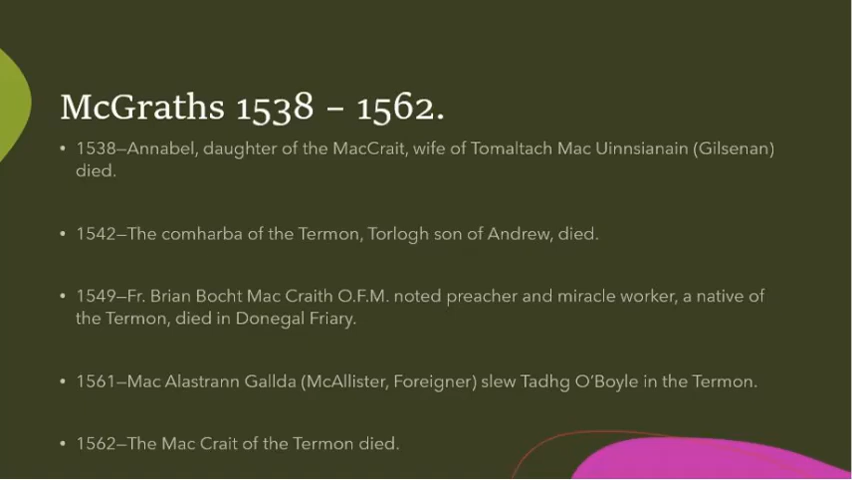 McGraths 1538 – 1562.
• 1538–Annabel, daughter of the MacCrait, wife of Tomaltach Mac Uinnsianain (Gilsenan)
died.
• 1542–The comharba of the Termon, Torlogh son of Andrew, died.
• 1549–Fr. Brian Bocht Mac Craith O.F.M. noted preacher and miracle worker, a native of
the Termon, died in Donegal Friary.
• 1561–Mac Alastrann Gallda (McAllister, Foreigner) slew Tadhg O’Boyle in the Termon.
• 1562–The Mac Crait of the Termon died.